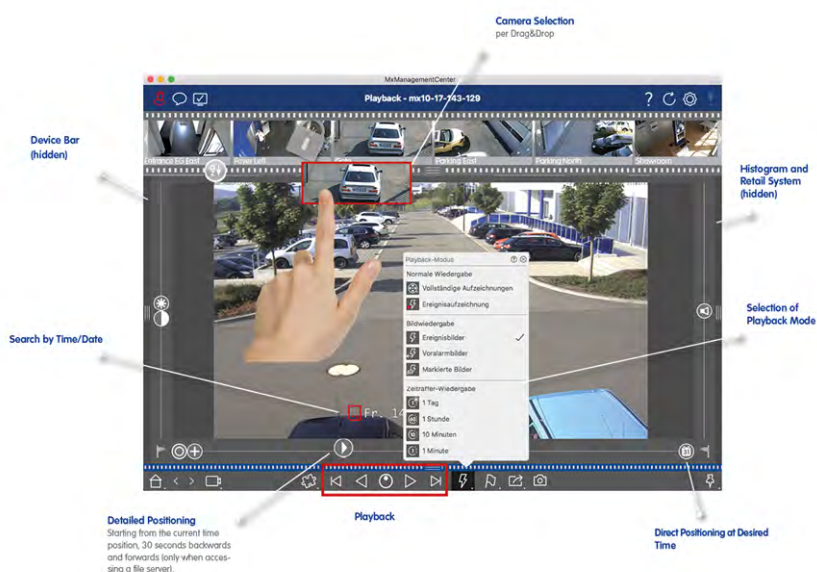 Camera Selection
per Drag&Drop
MxManagementCenter
Playback - mx10-17-143-129
Device Bar
(hidden)
Entrance EG East
River Left
Parking East
Parking North
Showroom
Histogram and
Retail System
(hidden)
Playback-Modus
Normale Wiedergabe
Vollständige Aufzeichnungen
Ereignisaufzeichnung
Bildwiedergabe
Ereignisbilder
Voralarmbilder
Markierte Bilder
Zeitraffer-Wiedergabe
1 Tag
1 Stunde
10 Minuten
1 Minute
Selection of
Playback Mode
Search by Time/Date
Fr. 14
Detailed Positioning
Starting from the current time
position, 30 seconds backwards
and forwards (only when acces-
sing a file server).
Playback
Direct Positioning at Desired
Time